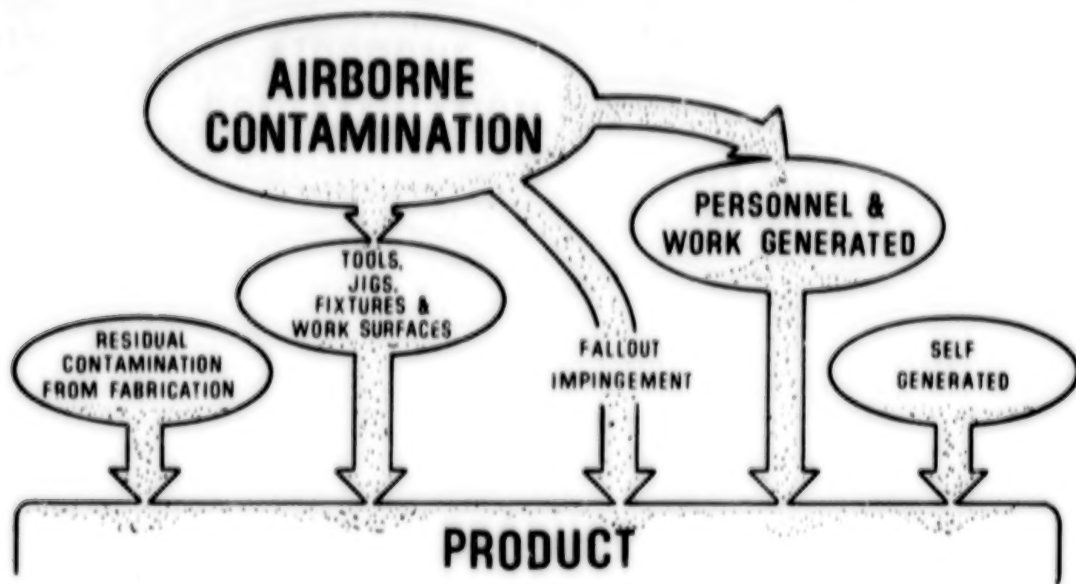 AIRBORNE
CONTAMINATION
PERSONNEL &
WORK GENERATED
TOOLS,
JIGS,
FIXTURES &
WORK SURFACES
RESIDUAL
CONTAMINATION
FROM FABRICATION
FALLOUT
IMPINGEMENT
SELF
GENERATED
PRODUCT